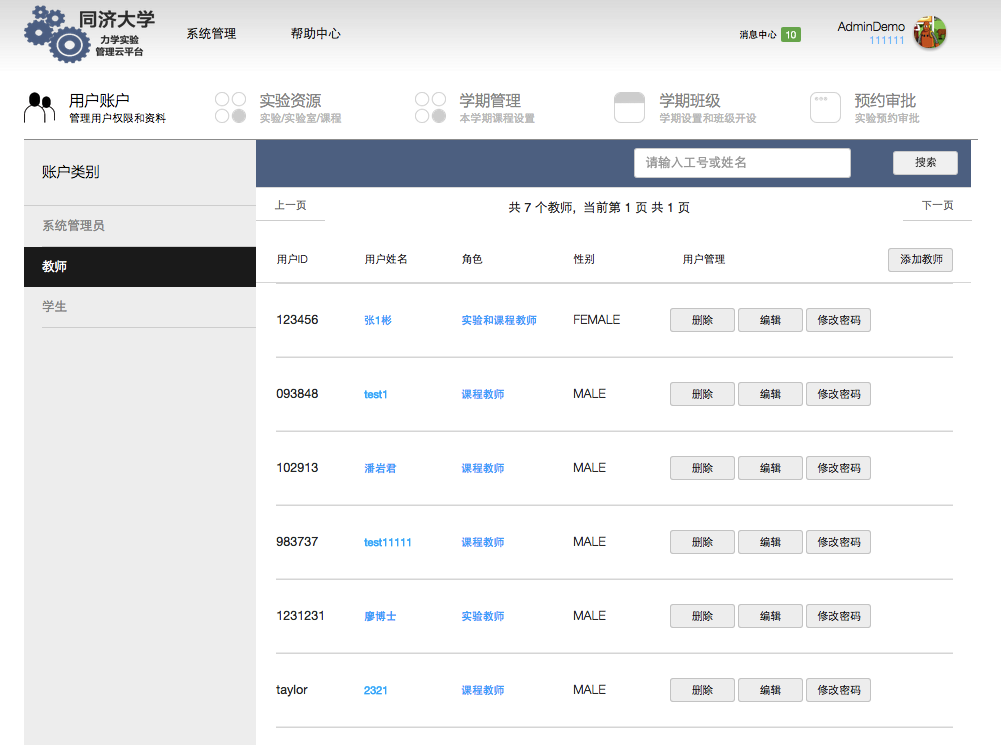 同济大学
力学实验
管理云平台
系统管理
帮助中心
消息中心 10
AdminDemo
111111
用户账户
管理用户权限和资料
实验资源
实验/实验室/课程
学期管理
本学期课程设置
学期班级
学期设置和班级开设
预约审批
实验预约审批
账户类别
系统管理员
教师
学生
请输入工号或姓名
搜索
上一页
共 7 个教师, 当前第 1 页 共 1 页
下一页
用户ID 用户姓名 角色 性别 用户管理 添加教师
123456 张1彬 实验和课程教师 FEMALE 删除 编辑 修改密码
093848 test1 课程教师 MALE 删除 编辑 修改密码
102913 潘岩君 课程教师 MALE 删除 编辑 修改密码
983737 test11111 课程教师 MALE 删除 编辑 修改密码
1231231 廖博士 实验教师 MALE 删除 编辑 修改密码
taylor 2321 课程教师 MALE 删除 编辑 修改密码